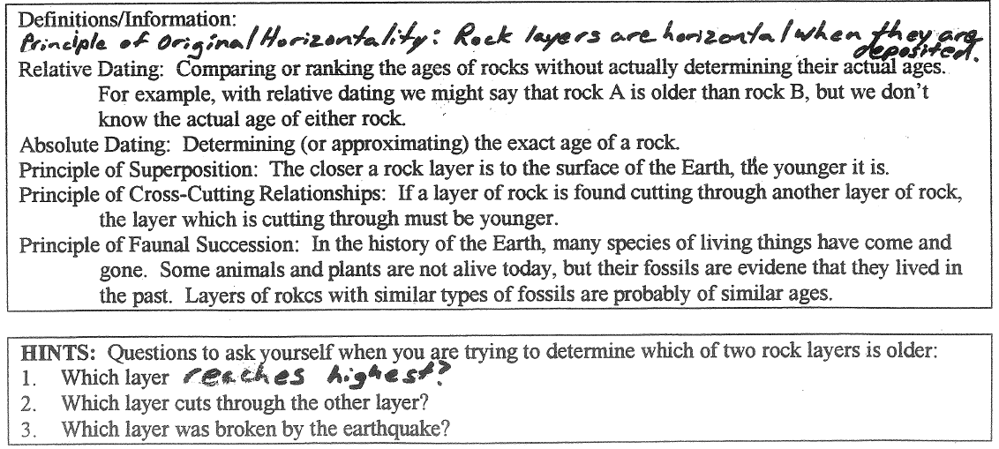 Definitions/Information:
Principle of Original Horizontality: Rock layers are horizontal when they are deposited.
Relative Dating: Comparing or ranking the ages of rocks without actually determining their actual ages.
For example, with relative dating we might say that rock A is older than rock B, but we don't
know the actual age of either rock.
Absolute Dating: Determining (or approximating) the exact age of a rock.
Principle of Superposition: The closer a rock layer is to the surface of the Earth, the younger it is.
Principle of Cross-Cutting Relationships: If a layer of rock is found cutting through another layer of rock,
the layer which is cutting through must be younger.
Principle of Faunal Succession: In the history of the Earth, many species of living things have come and
gone. Some animals and plants are not alive today, but their fossils are evidene that they lived in
the past. Layers of rokcs with similar types of fossils are probably of similar ages.
HINTS: Questions to ask yourself when you are trying to determine which of two rock layers is older:
1. Which layer reaches highest?
2. Which layer cuts through the other layer?
3. Which layer was broken by the earthquake?